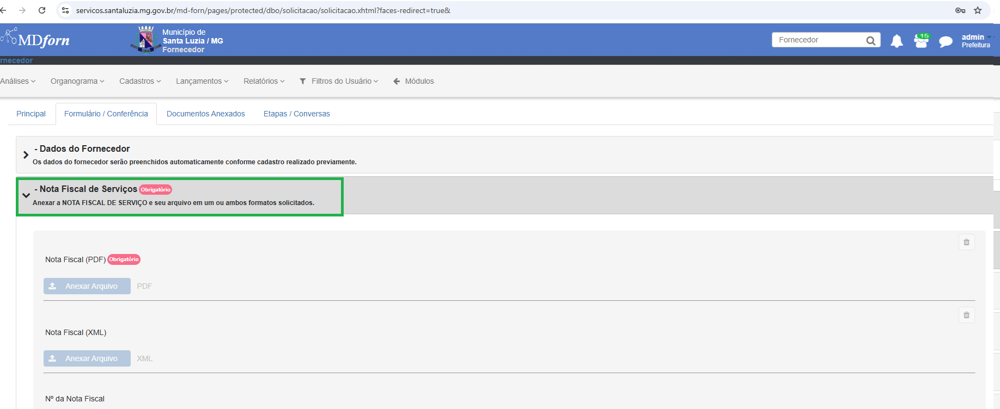 servicos.santaluzia.mg.gov.br/md-forn/pages/protected/dbo/solicitacao/solicitacao.xhtml?faces-redirect=true&
MDforn
Município de
Santa Luzia / MG
Fornecedor
Fornecedor
15
admin
Prefeitura
rnecedor
Análises
Organograma
Cadastros
Lançamentos
Relatórios
Filtros do Usuário
Módulos
Principal
Formulário / Conferência
Documentos Anexados
Etapas / Conversas
- Dados do Fornecedor
Os dados do fornecedor serão preenchidos automaticamente conforme cadastro realizado previamente.
- Nota Fiscal de Serviços Obrigatório
Anexar a NOTA FISCAL DE SERVIÇO e seu arquivo em um ou ambos formatos solicitados.
Nota Fiscal (PDF) Obrigatório
Anexar Arquivo PDF
Nota Fiscal (XML)
Anexar Arquivo XML
Nº da Nota Fiscal